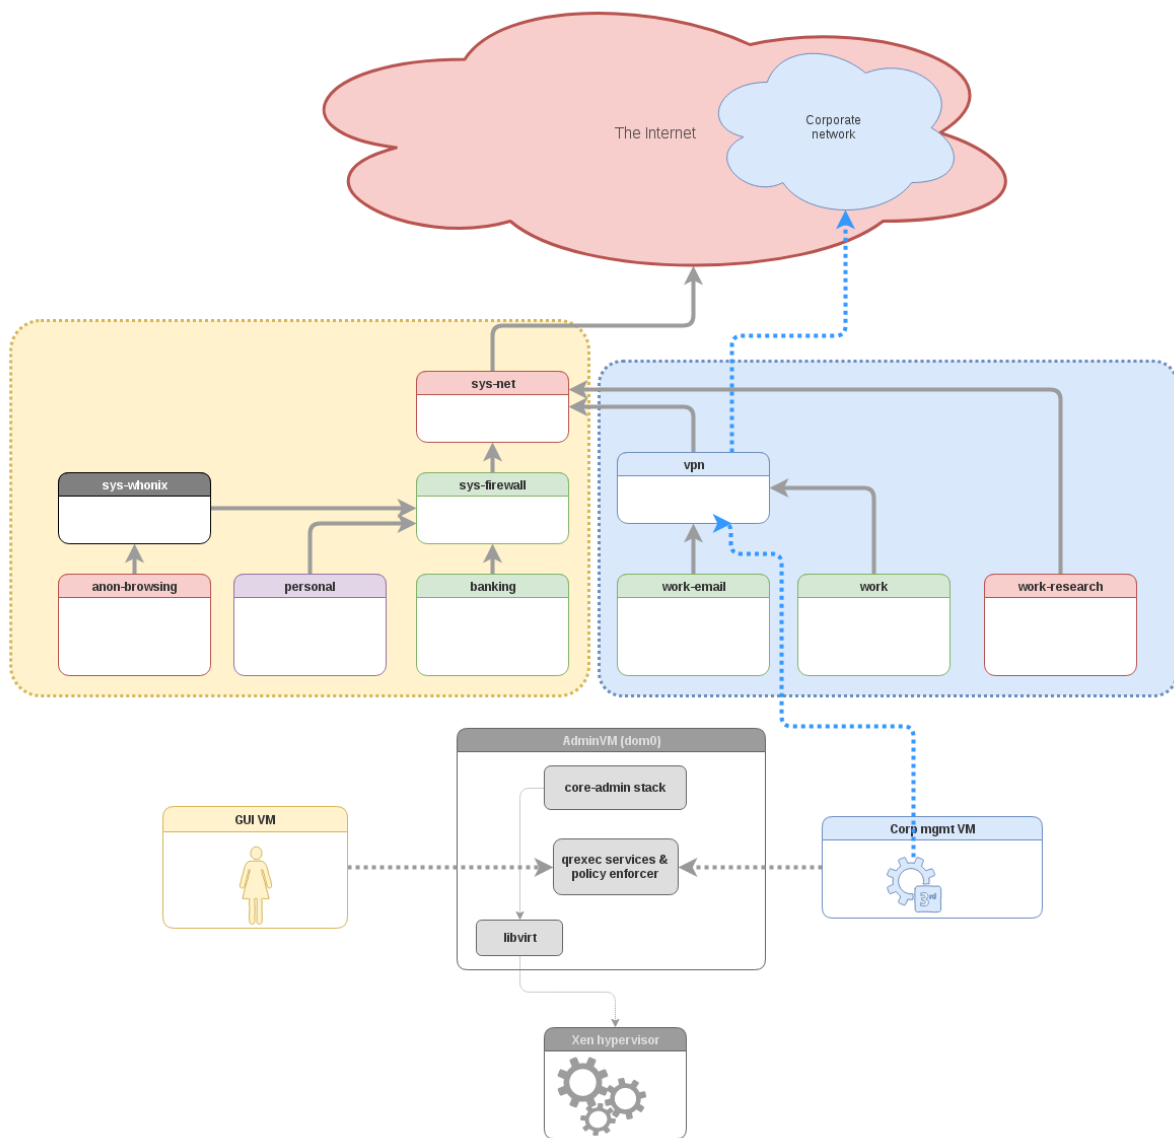 The Internet
Corporate
network
sys-net
vpn
sys-whonix
sys-firewall
anon-browsing
personal
banking
work-email
work
work-research
AdminVM (dom0)
core-admin stack
GUI VM
Corp mgmt VM
qrexec services &
policy enforcer
3rd
libvirt
Xen hypervisor